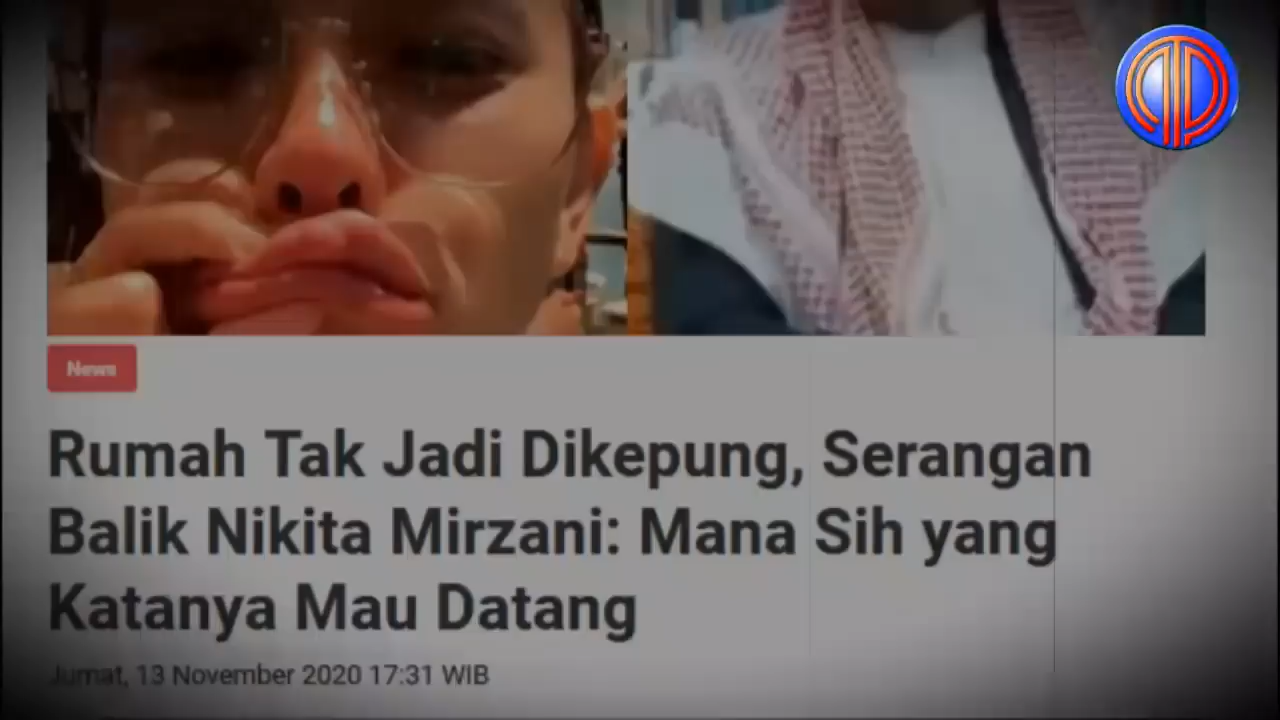 News
Rumah Tak Jadi Dikepung, Serangan
Balik Nikita Mirzani: Mana Sih yang
Katanya Mau Datang
Jumat, 13 November 2020 17:31 WIB